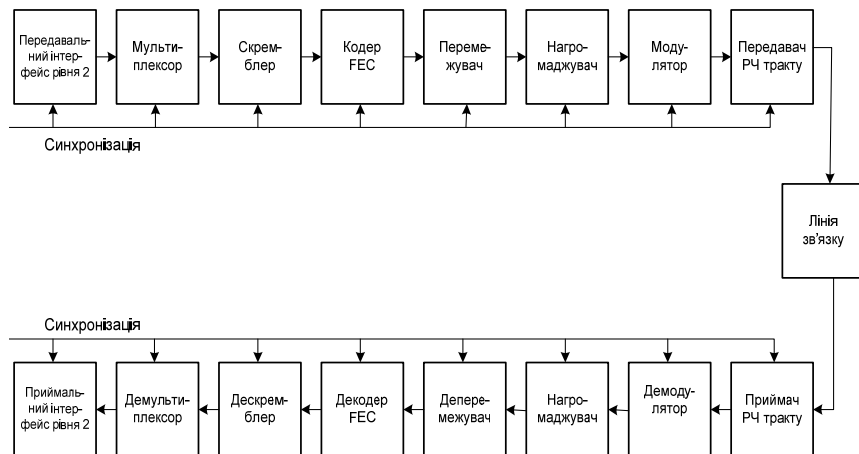 Передаваль-
ний інтер-
фейс рівня 2
Мульти-
плексор
Скрем-
блер
Кодер
FEC
Переме-
жувач
Нагро-
маджувач
Моду-
лятор
Передавач
РЧ тракту
Синхронізація
Лінія
зв’язку
Синхронізація
Приймаль-
ний інтер-
фейс рівня 2
Демульти-
плексор
Дескрем-
блер
Декодер
FEC
Депере-
межувач
Нагро-
маджувач
Демоду-
лятор
Приймач
РЧ тракту